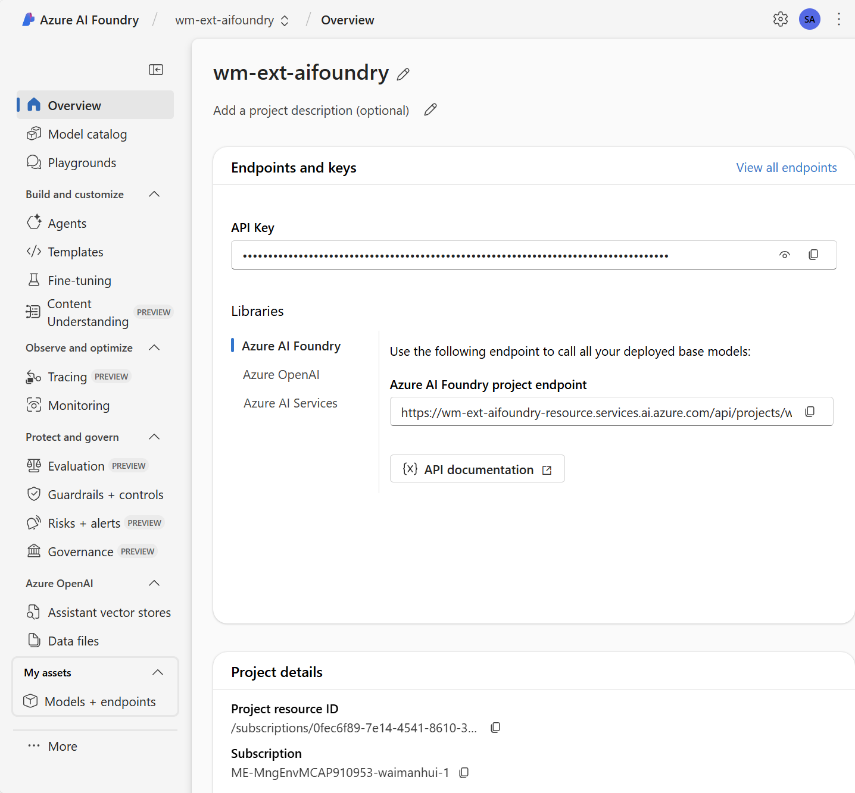 Azure AI Foundry / wm-ext-aifoundry / Overview
SA
wm-ext-aifoundry
Add a project description (optional)
Overview
Model catalog
Playgrounds
Build and customize
Agents
Templates
Fine-tuning
Content
Understanding PREVIEW
Observe and optimize
Tracing PREVIEW
Monitoring
Protect and govern
Evaluation PREVIEW
Guardrails + controls
Risks + alerts PREVIEW
Governance PREVIEW
Azure OpenAI
Assistant vector stores
Data files
My assets
Models + endpoints
More
Endpoints and keys
View all endpoints
API Key
••••••••••••••••••••••••••••••••••••••••••••••••••••••••••••••••••••••••••••••••••••
Libraries
Azure AI Foundry
Azure OpenAI
Azure AI Services
Use the following endpoint to call all your deployed base models:
Azure AI Foundry project endpoint
https://wm-ext-aifoundry-resource.services.ai.azure.com/api/projects/w
{x} API documentation
Project details
Project resource ID
/subscriptions/0fec6f89-7e14-4541-8610-3...
Subscription
ME-MngEnvMCAP910953-waimanhui-1